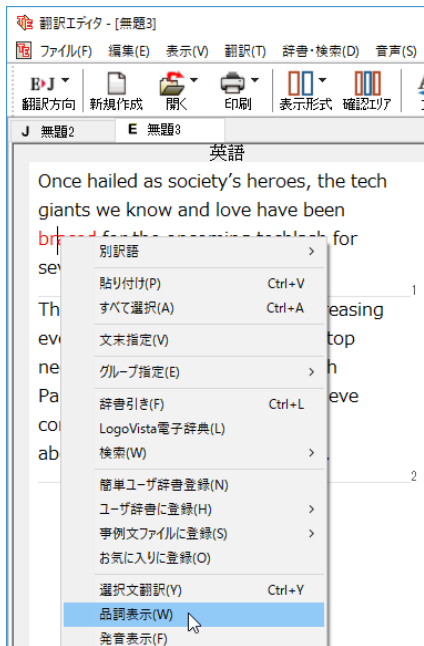 翻訳エディタ - [無題3]
ファイル(F) 編集(E) 表示(V) 翻訳(T) 辞書・検索(D) 音声(S)
E▸J
翻訳方向 新規作成 開く 印刷 表示形式 確認エリア
J 無題2 E 無題3
英語
Once hailed as society's heroes, the tech
giants we know and love have been
braced for the oncoming techlash for
sev
1
Th easing
eve top
ne h
Pa eve
co
ab .
2
別訳語 >
貼り付け(P) Ctrl+V
すべて選択(A) Ctrl+A
文末指定(V)
グループ指定(E) >
辞書引き(F) Ctrl+L
LogoVista電子辞典(L)
検索(W) >
簡単ユーザ辞書登録(N)
ユーザ辞書に登録(H) >
事例文ファイルに登録(S) >
お気に入りに登録(O)
選択文翻訳(Y) Ctrl+Y
品詞表示(W)
発音表示(F)